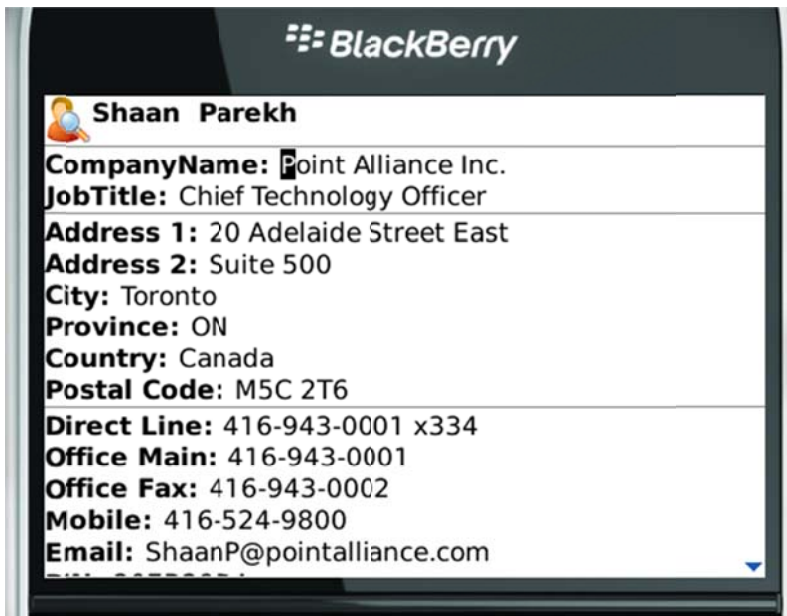 BlackBerry
Shaan Parekh
CompanyName: Point Alliance Inc.
JobTitle: Chief Technology Officer
Address 1: 20 Adelaide Street East
Address 2: Suite 500
City: Toronto
Province: ON
Country: Canada
Postal Code: M5C 2T6
Direct Line: 416-943-0001 x334
Office Main: 416-943-0001
Office Fax: 416-943-0002
Mobile: 416-524-9800
Email: ShaanP@pointalliance.com